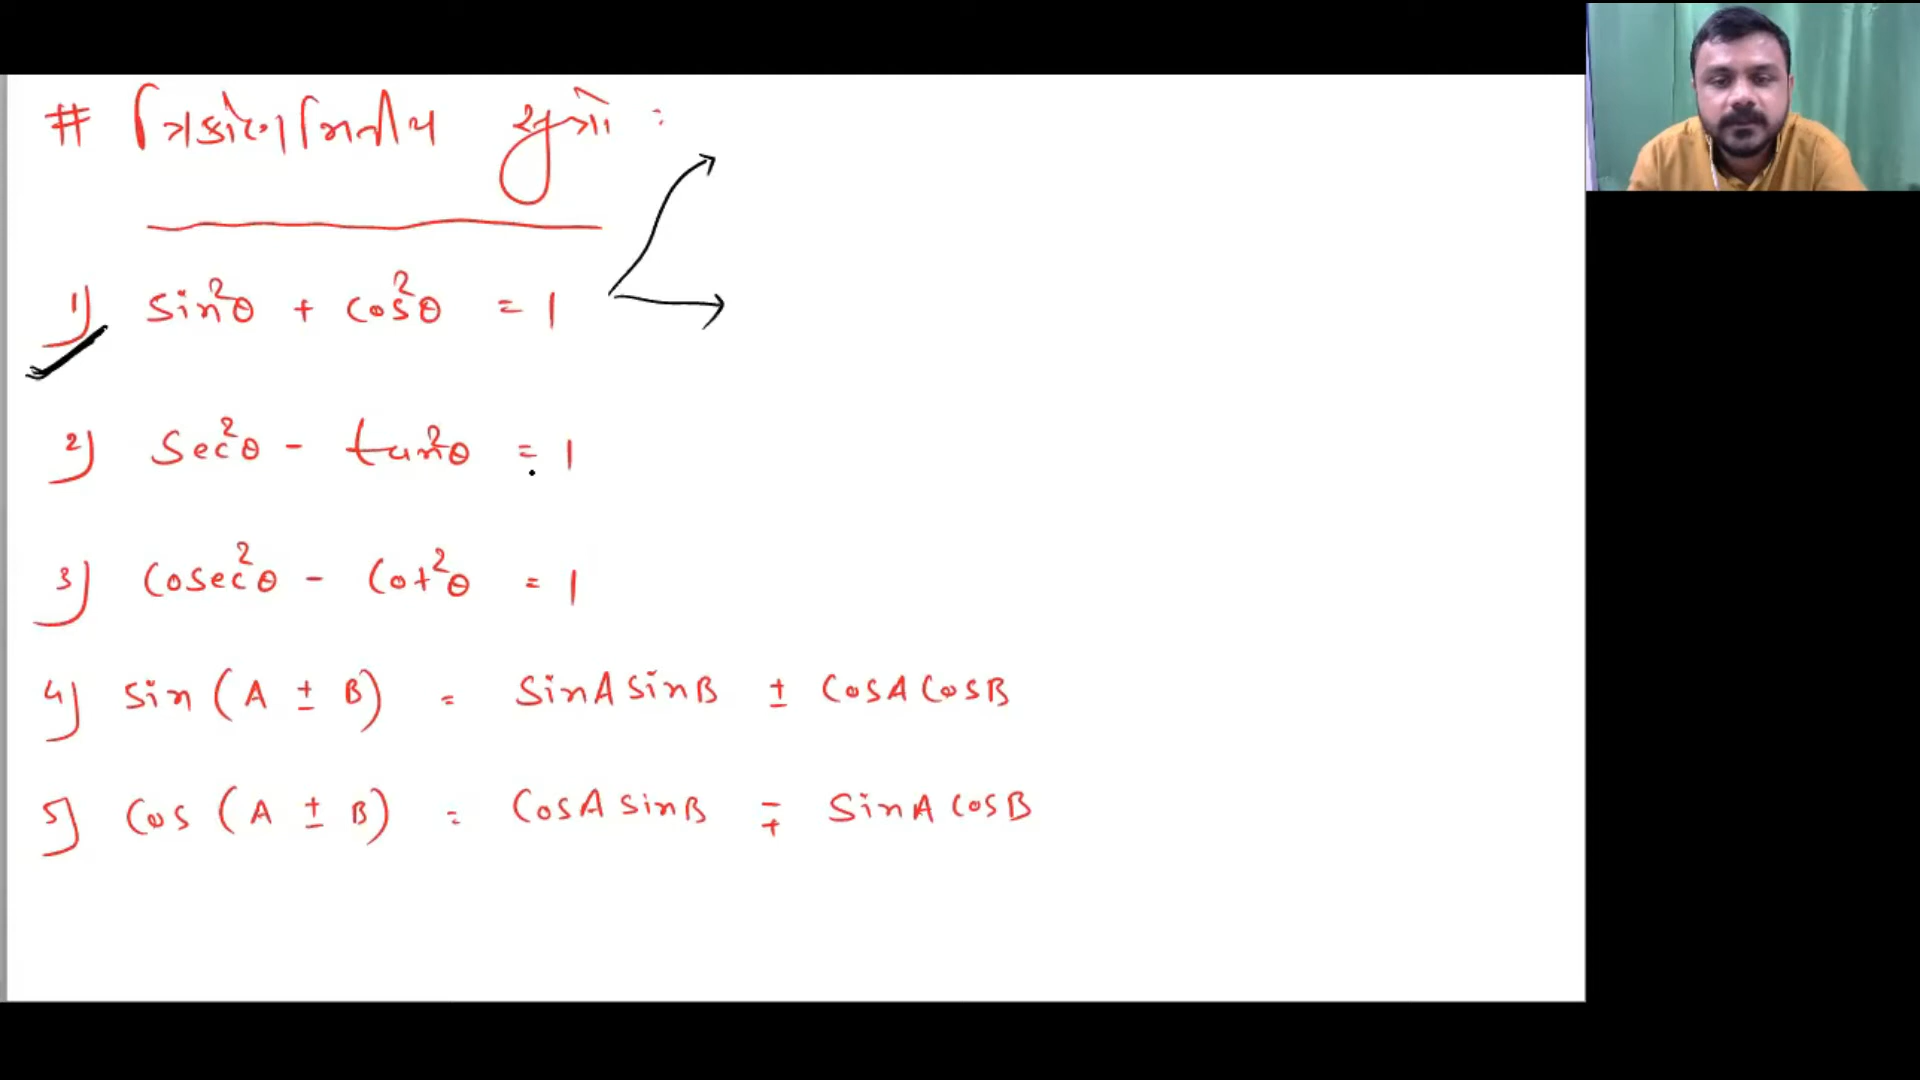 # ત્રિકોણમિતીય સુત્રો :
1) sin²θ + cos²θ = 1
2) sec²θ - tan²θ = 1
3) cosec²θ - cot²θ = 1
4) sin (A ± B) = sinA sinB ± cosA cosB
5) cos (A ± B) = cosA sinB ∓ sinA cosB